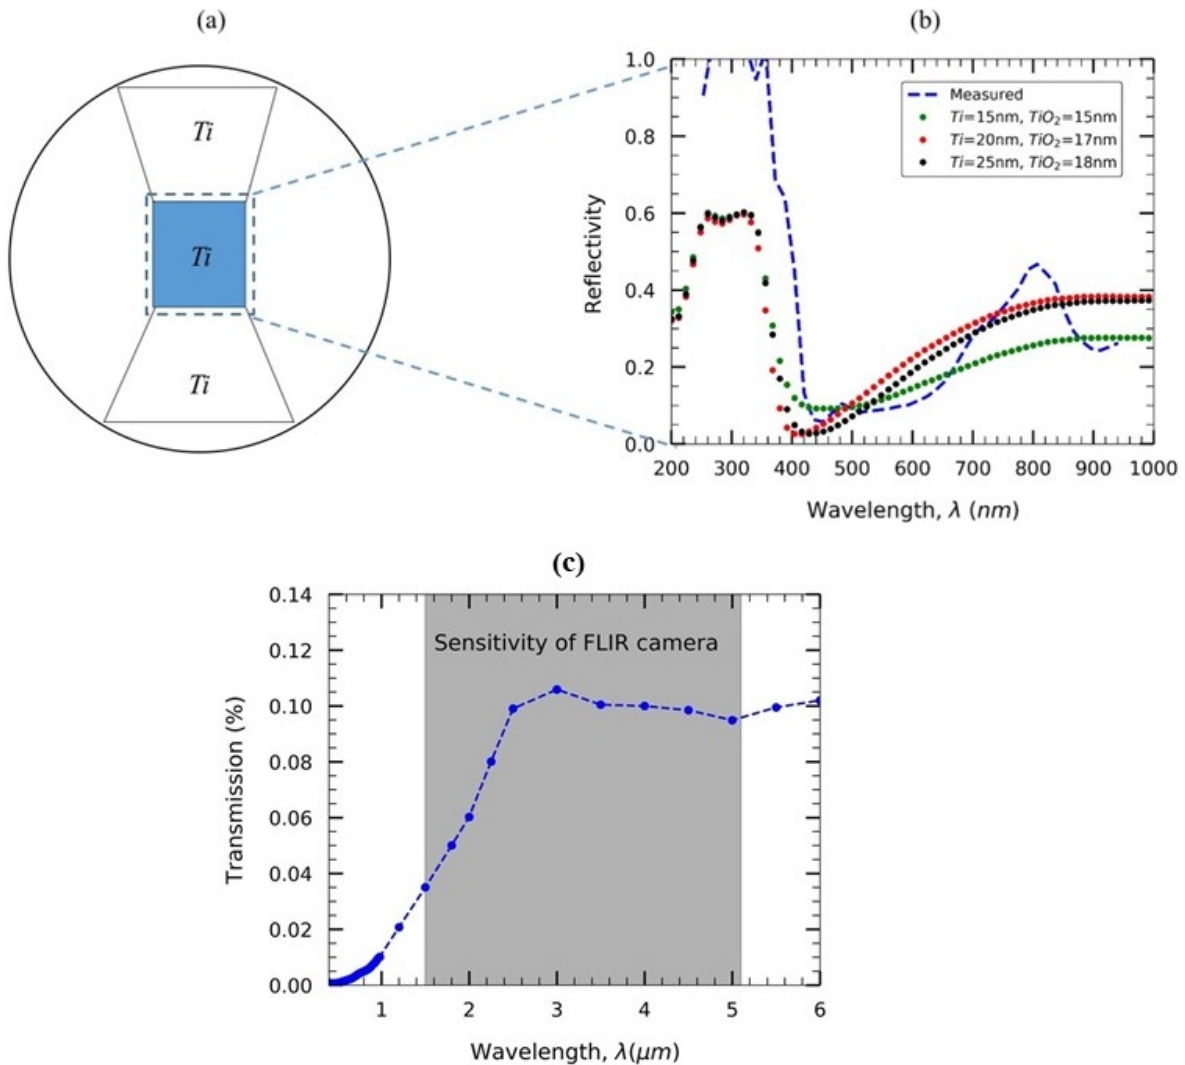 (a)
Ti
Ti
Ti
(b)
1.0
0.8
0.6
0.4
0.2
0.0
Reflectivity
Measured
Ti=15nm, TiO₂=15nm
Ti=20nm, TiO₂=17nm
Ti=25nm, TiO₂=18nm
200 300 400 500 600 700 800 900 1000
Wavelength, λ (nm)
(c)
0.14
0.12
0.10
0.08
0.06
0.04
0.02
0.00
Transmission (%)
Sensitivity of FLIR camera
1 2 3 4 5 6
Wavelength, λ(μm)